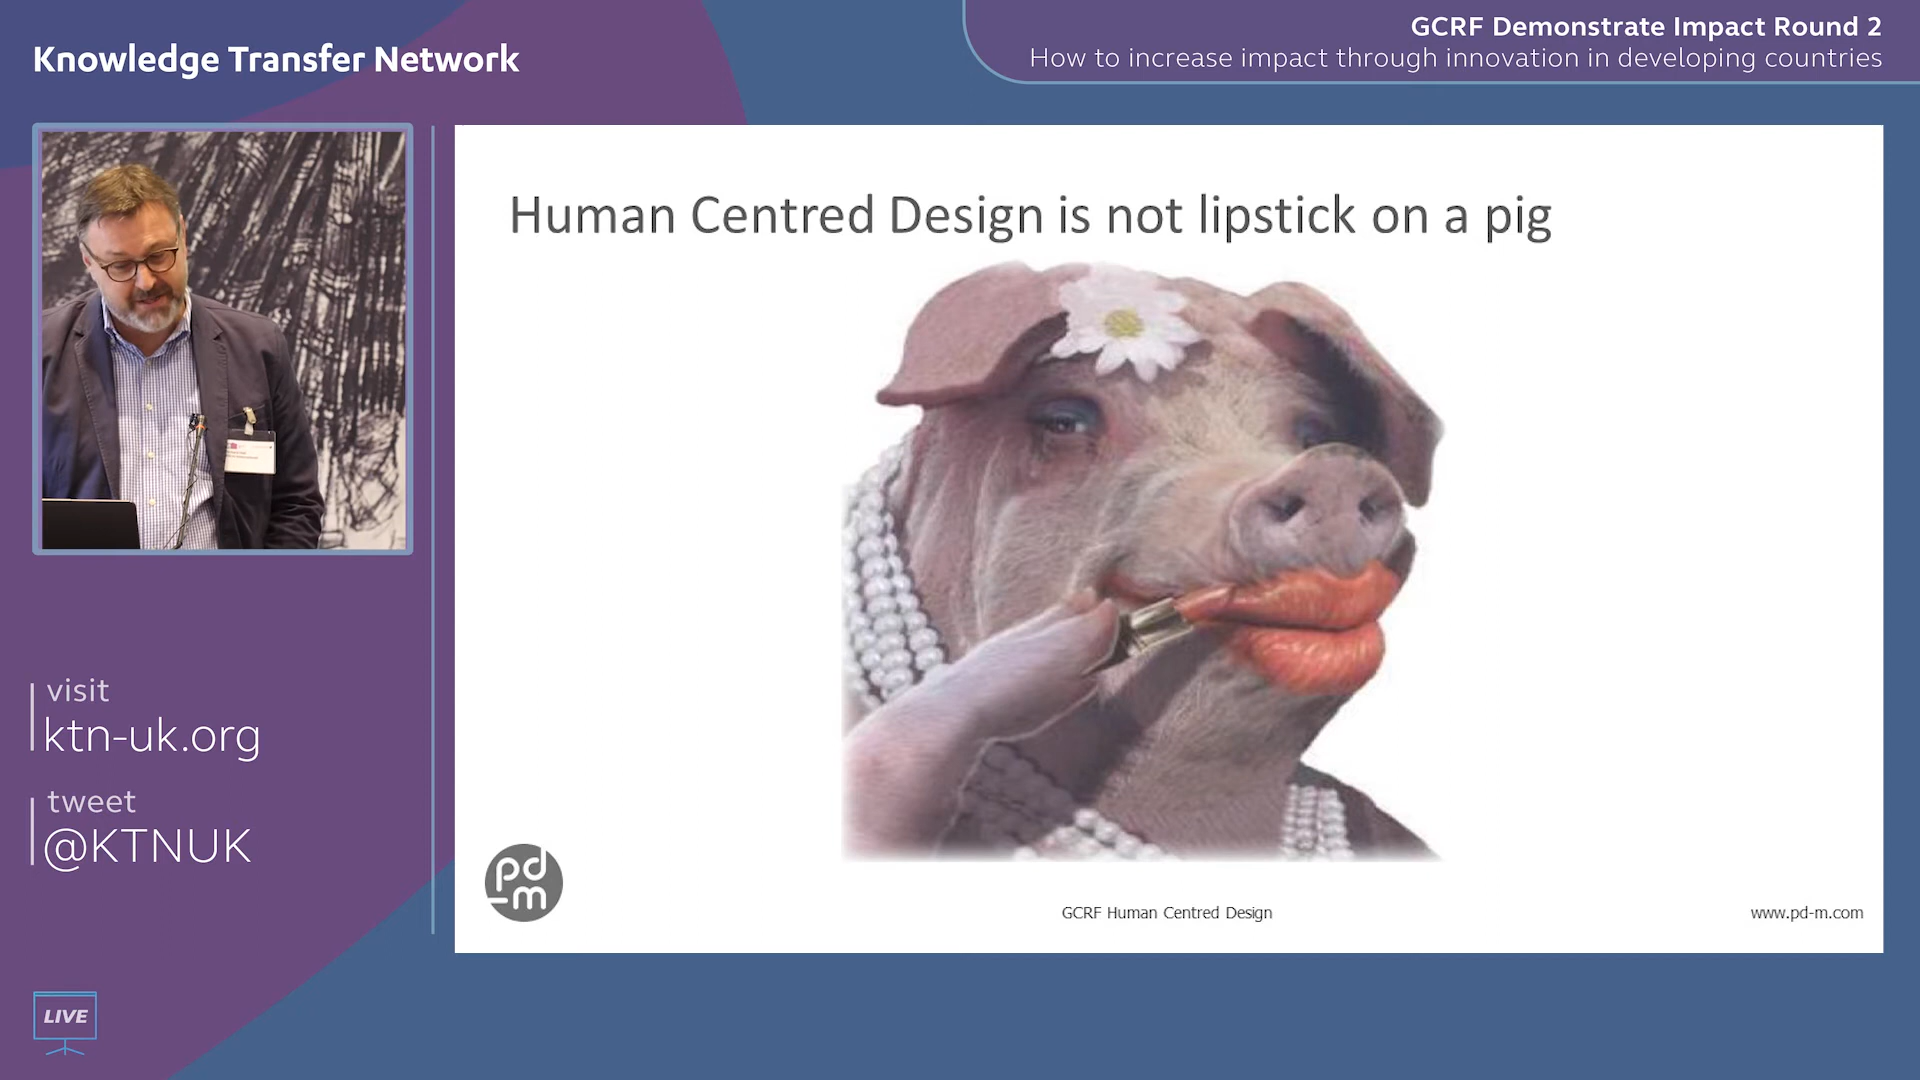 Knowledge Transfer Network
GCRF Demonstrate Impact Round 2
How to increase impact through innovation in developing countries
Human Centred Design is not lipstick on a pig
visit
ktn-uk.org
tweet
@KTNUK
LIVE
pd
-m
GCRF Human Centred Design
www.pd-m.com